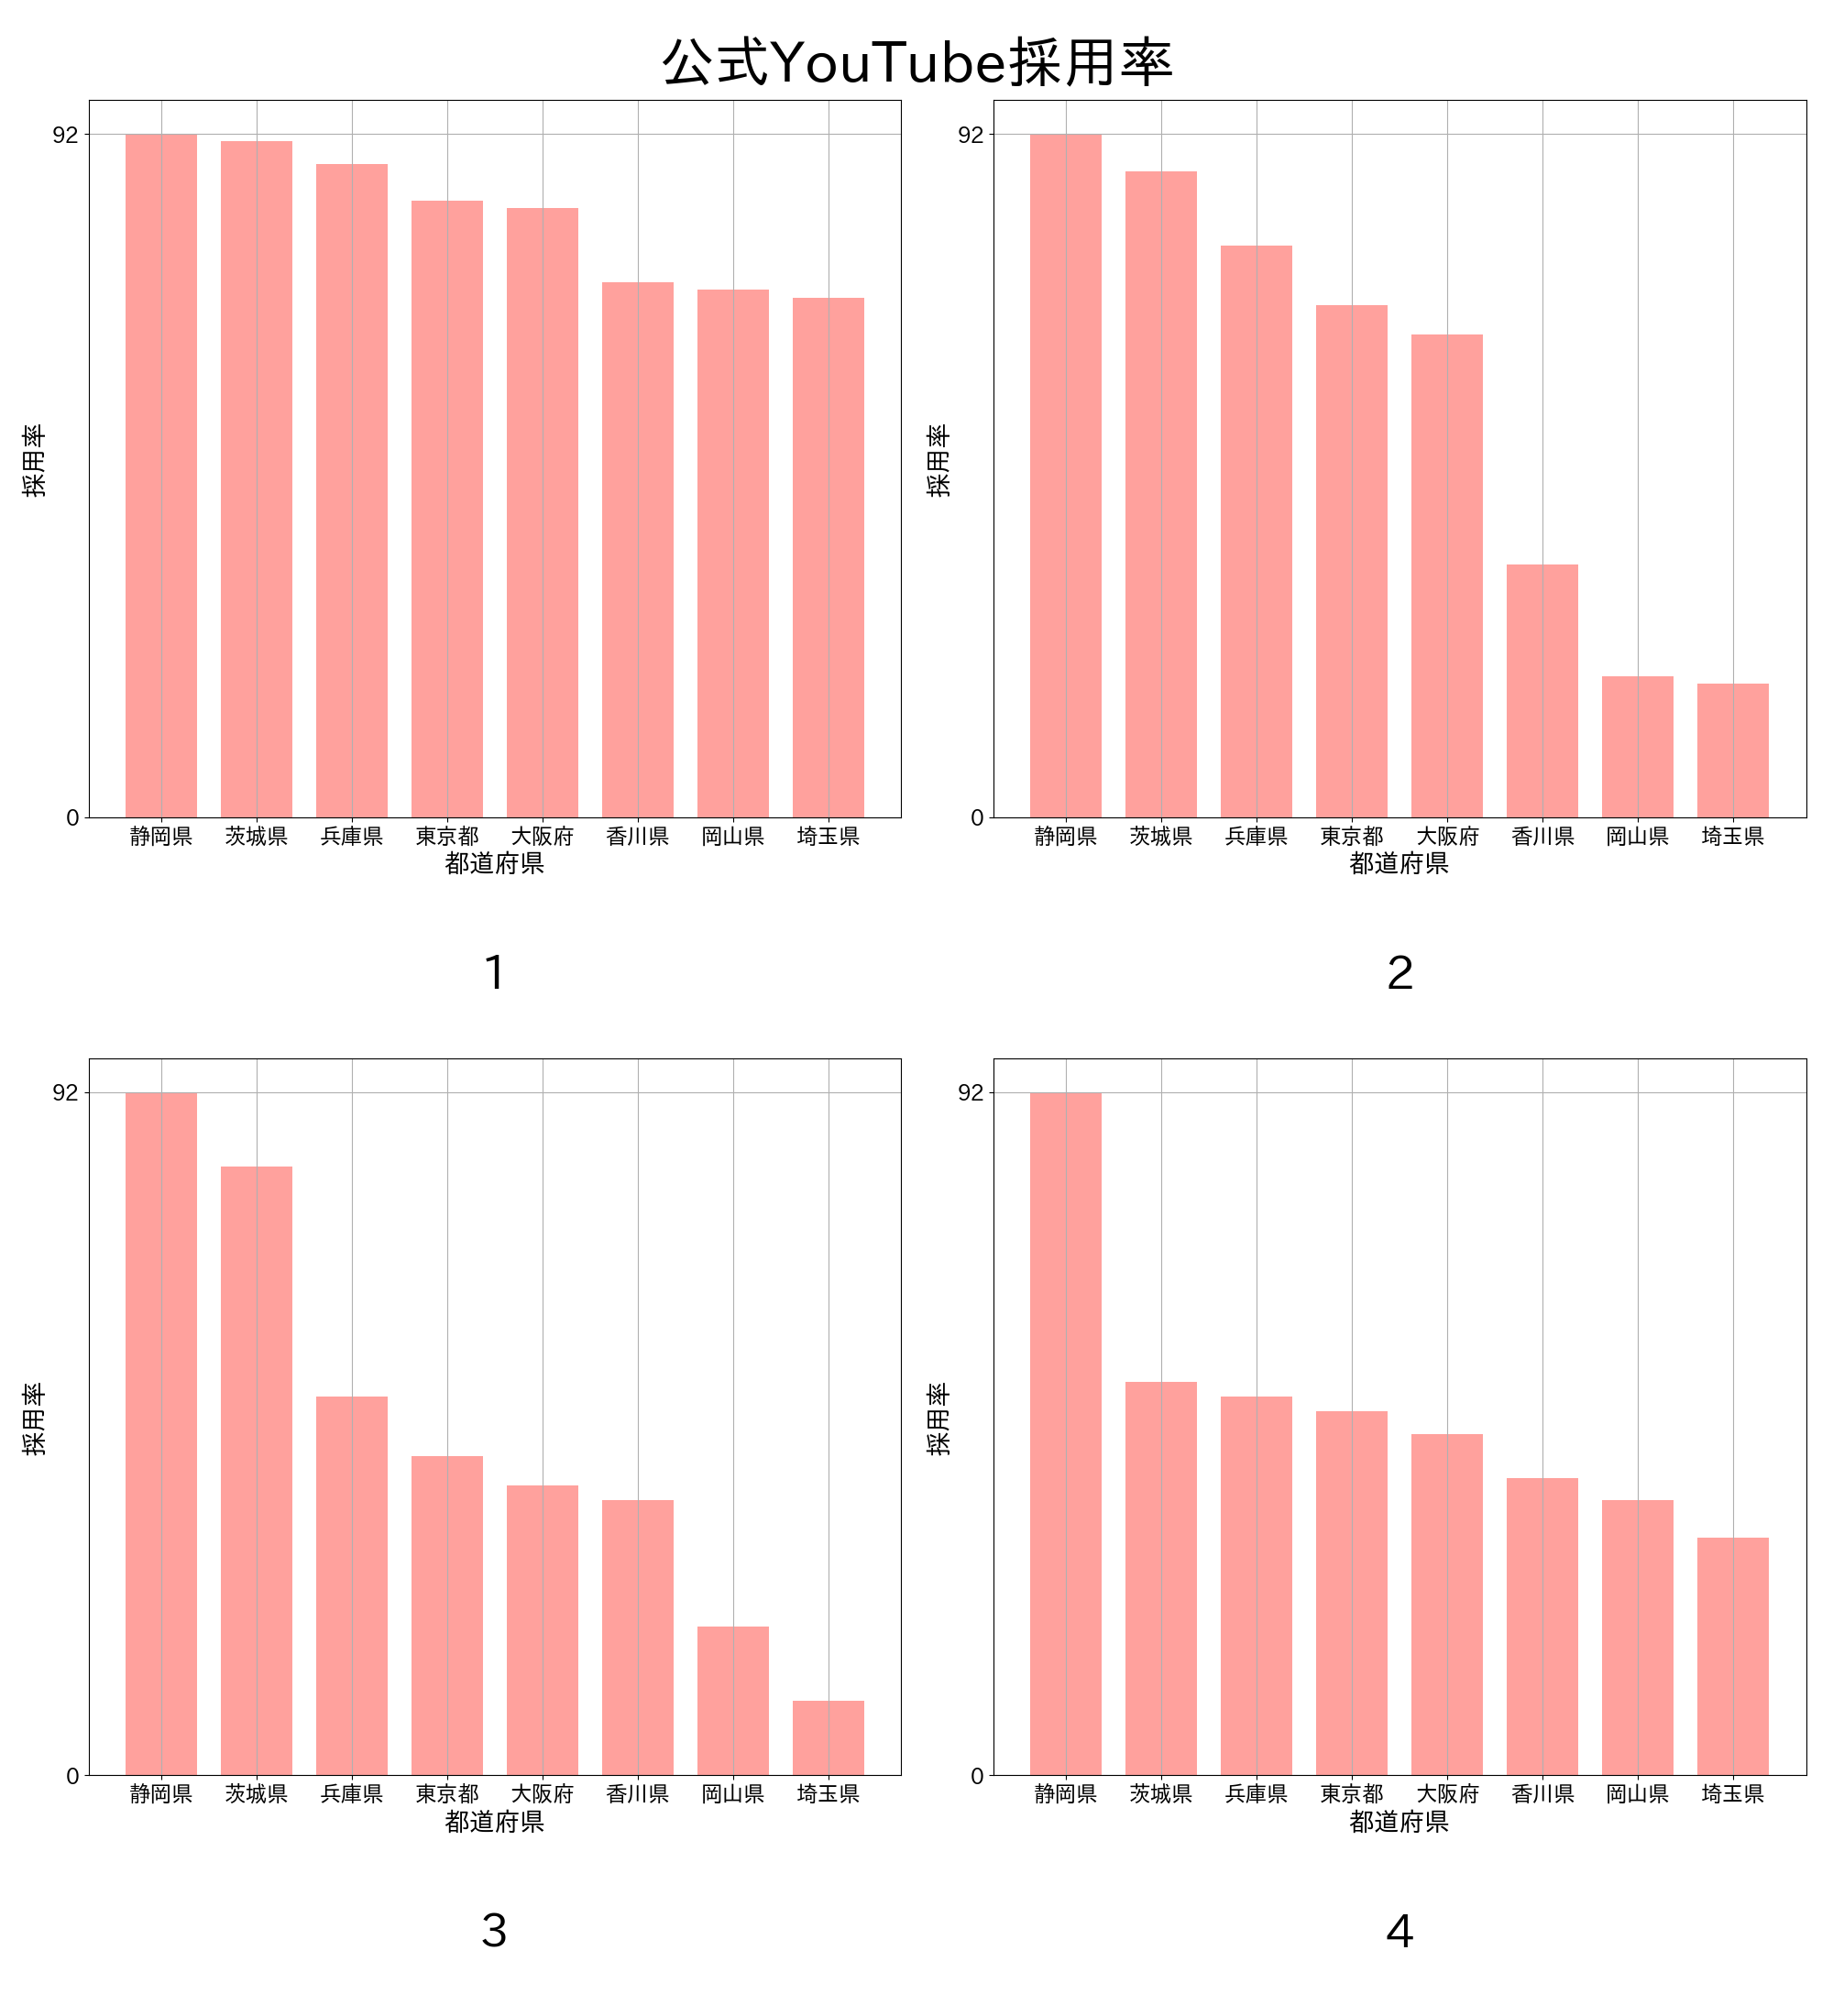 公式YouTube採用率
92
0
採用率
静岡県 茨城県 兵庫県 東京都 大阪府 香川県 岡山県 埼玉県
都道府県
1
92
0
採用率
静岡県 茨城県 兵庫県 東京都 大阪府 香川県 岡山県 埼玉県
都道府県
2
92
0
採用率
静岡県 茨城県 兵庫県 東京都 大阪府 香川県 岡山県 埼玉県
都道府県
3
92
0
採用率
静岡県 茨城県 兵庫県 東京都 大阪府 香川県 岡山県 埼玉県
都道府県
4